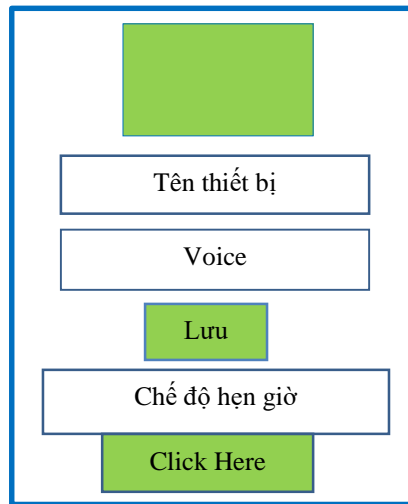 Tên thiết bị
Voice
Lưu
Chế độ hẹn giờ
Click Here